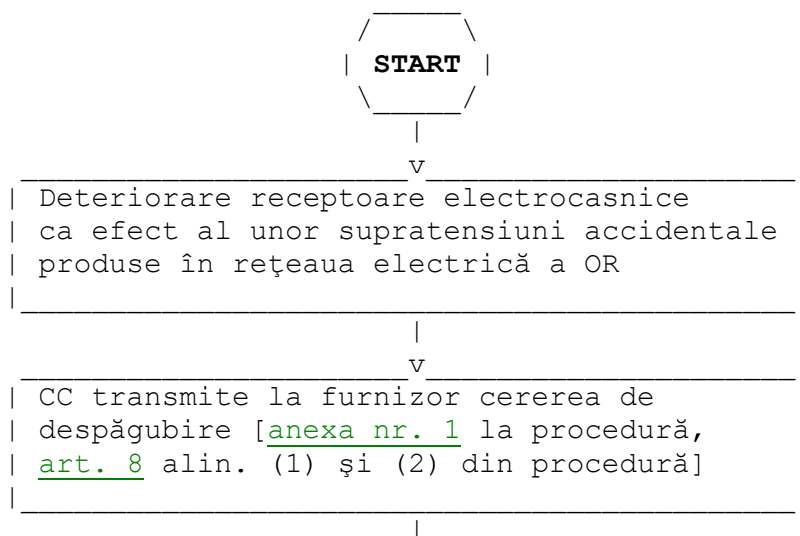 START
Deteriorare receptoare electrocasnice
ca efect al unor supratensiuni accidentale
produse în reţeaua electrică a OR
CC transmite la furnizor cererea de
despăgubire [anexa nr. 1 la procedură,
art. 8 alin. (1) şi (2) din procedură]